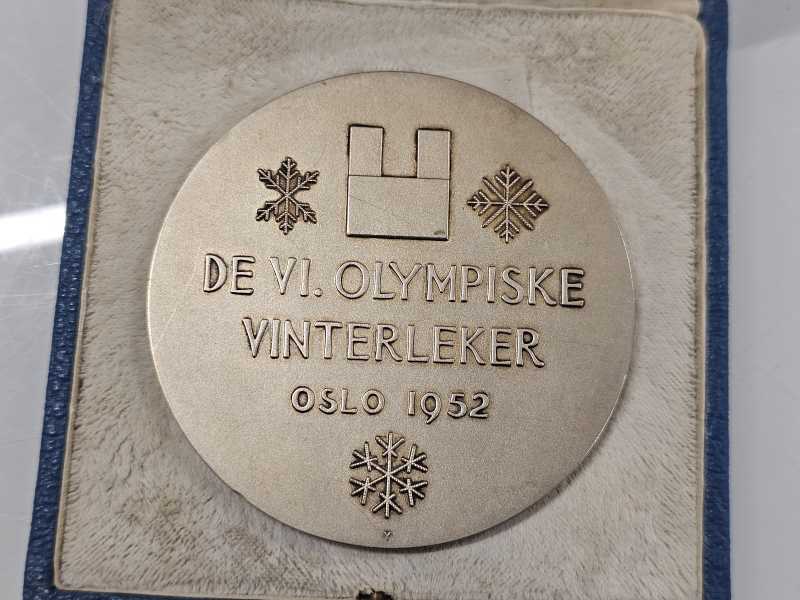 DE VI. OLYMPISKE
VINTERLEKER
OSLO 1952